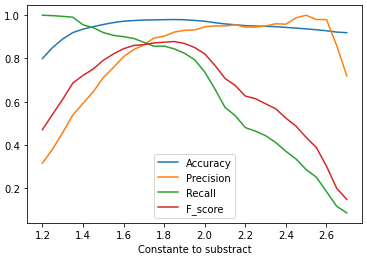 1.0
0.8
0.6
0.4
0.2
Accuracy
Precision
Recall
F_score
1.2 1.4 1.6 1.8 2.0 2.2 2.4 2.6
Constante to substract